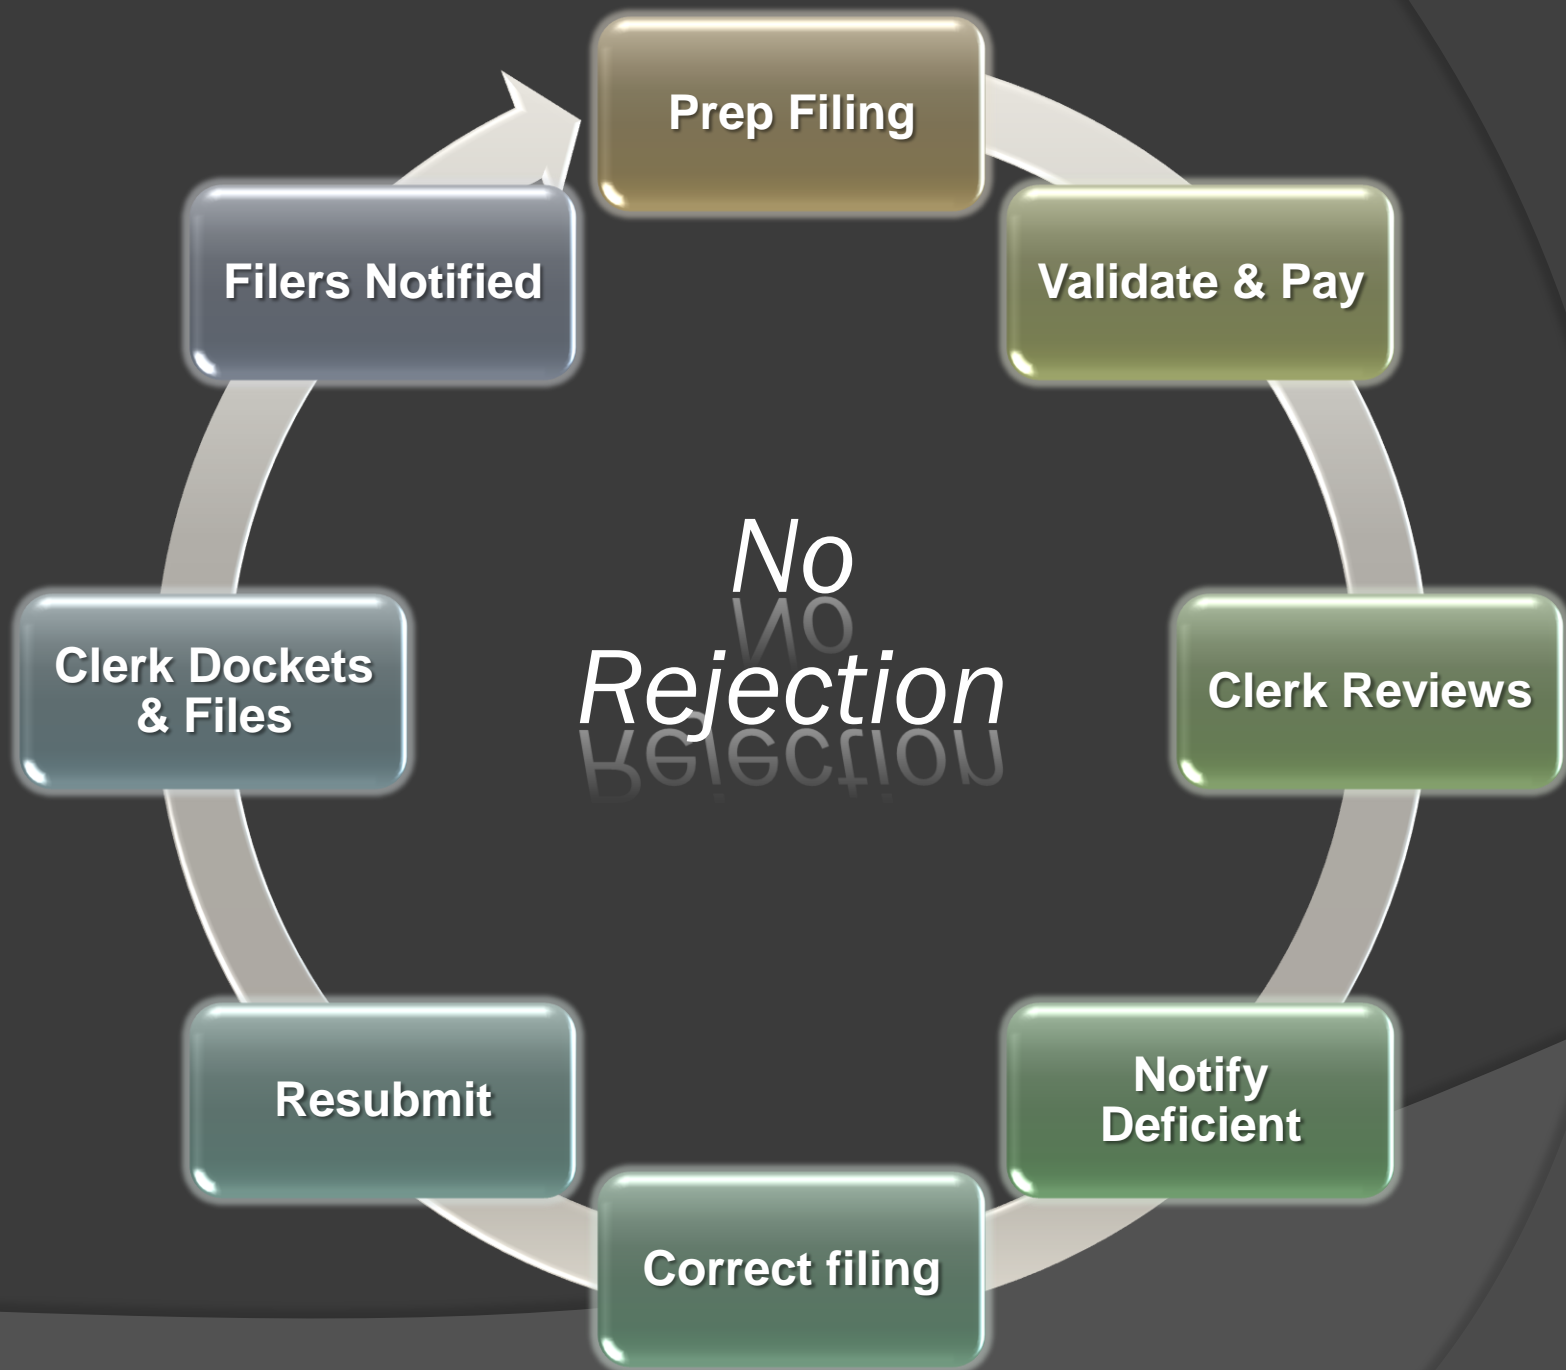 Prep Filing
Validate & Pay
Clerk Reviews
Notify
Deficient
Correct filing
Resubmit
Clerk Dockets
& Files
Filers Notified
No
Rejection